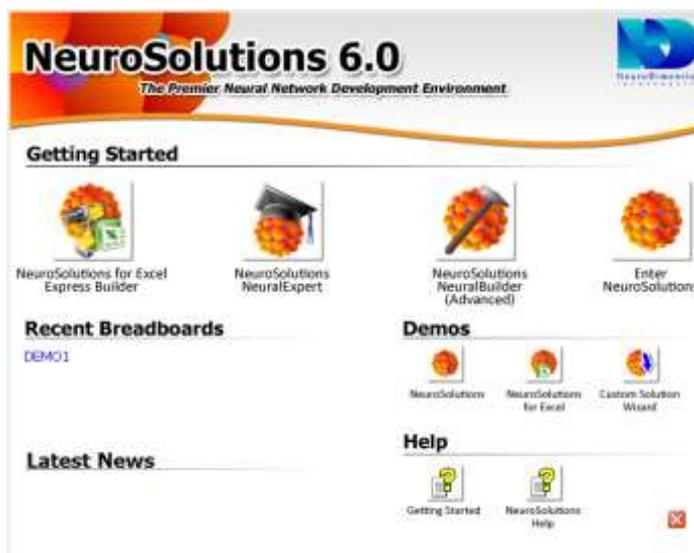 NeuroSolutions 6.0
The Premier Neural Network Development Environment
Getting Started
NeuroSolutions for Excel
Express Builder
NeuroSolutions
NeuralExpert
NeuroSolutions
NeuralBuilder
(Advanced)
Enter
NeuroSolutions
Recent Breadboards
DEMO1
Demos
NeuroSolutions
NeuroSolutions
for Excel
Custom Solution
Wizard
Latest News
Help
Getting Started
NeuroSolutions
Help